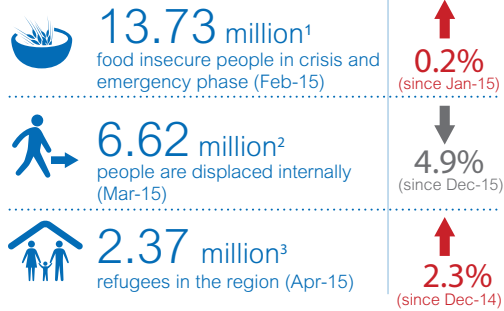 13.73 million¹
food insecure people in crisis and
emergency phase (Feb-15)
0.2%
(since Jan-15)
6.62 million²
people are displaced internally
(Mar-15)
4.9%
(since Dec-15)
2.37 million³
refugees in the region (Apr-15)
2.3%
(since Dec-14)